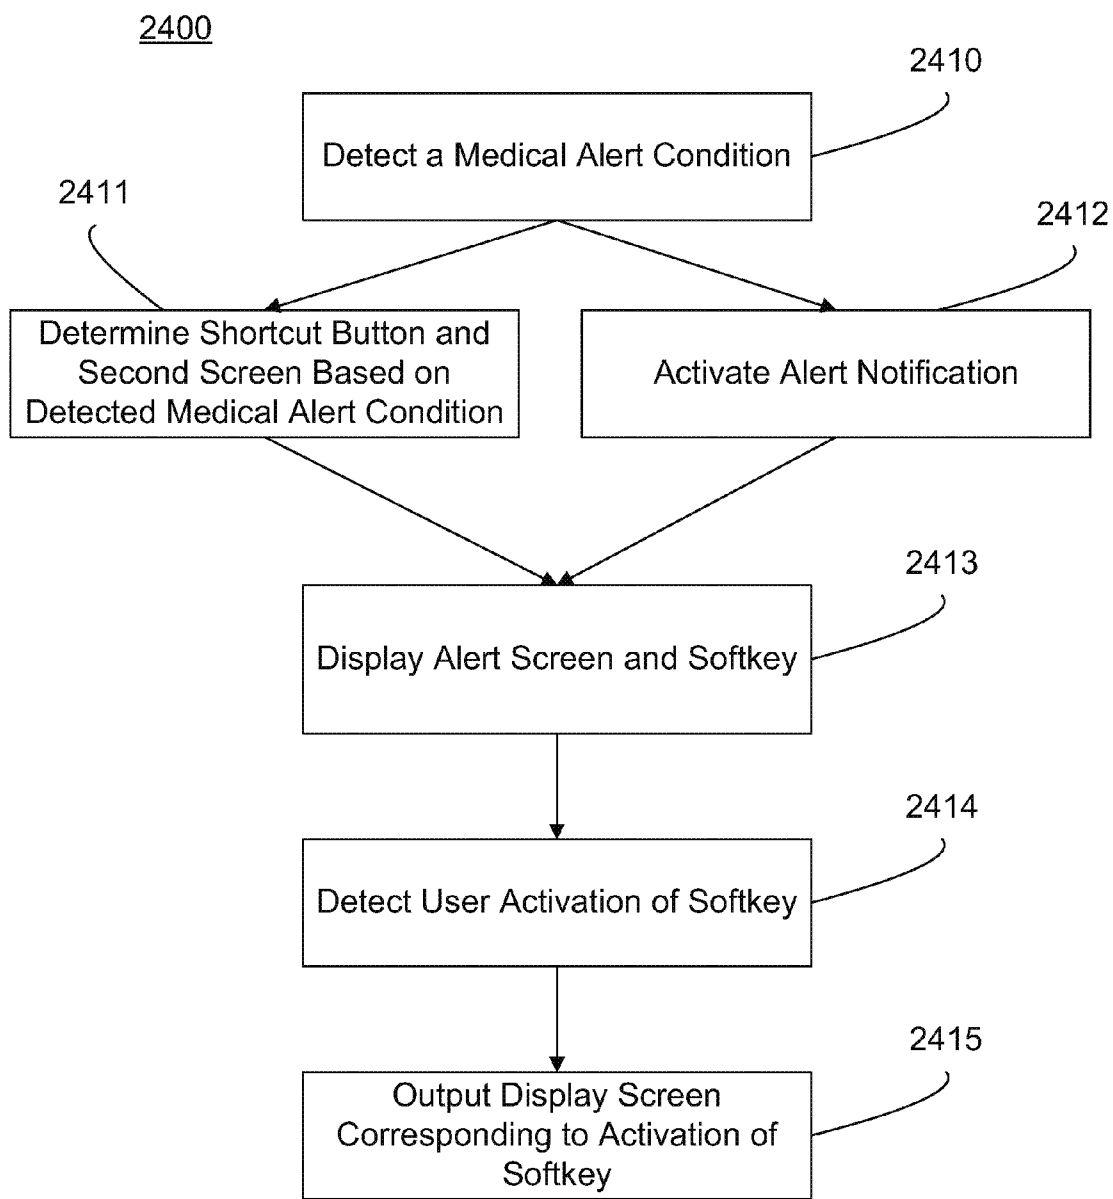 2400
2410
Detect a Medical Alert Condition
2411
2412
Determine Shortcut Button and
Second Screen Based on
Detected Medical Alert Condition
Activate Alert Notification
2413
Display Alert Screen and Softkey
2414
Detect User Activation of Softkey
2415
Output Display Screen
Corresponding to Activation of
Softkey